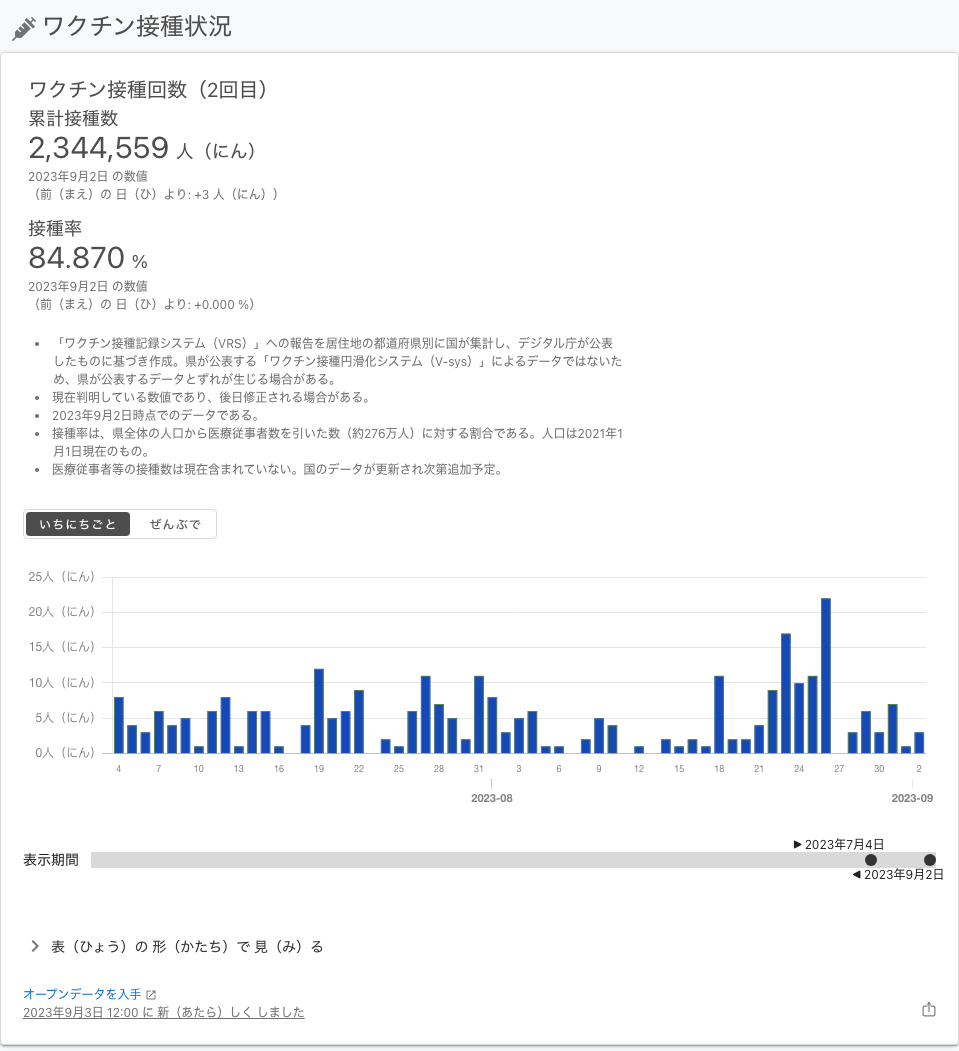 ワクチン接種状況
ワクチン接種回数（2回目）
累計接種数
2,344,559 人（にん）
2023年9月2日 の数値
（前（まえ）の 日（ひ）より: +3 人（にん））
接種率
84.870 %
2023年9月2日 の数値
（前（まえ）の 日（ひ）より: +0.000 %）
• 「ワクチン接種記録システム（VRS）」への報告を居住地の都道府県別に国が集計し、デジタル庁が公表
したものに基づき作成。県が公表する「ワクチン接種円滑化システム（V-sys）」によるデータではないた
め、県が公表するデータとずれが生じる場合がある。
• 現在判明している数値であり、後日修正される場合がある。
• 2023年9月2日時点でのデータである。
• 接種率は、県全体の人口から医療従事者数を引いた数（約276万人）に対する割合である。人口は2021年1
月1日現在のもの。
• 医療従事者等の接種数は現在含まれていない。国のデータが更新され次第追加予定。
いちにちごと ぜんぶで
25人（にん）
20人（にん）
15人（にん）
10人（にん）
5人（にん）
0人（にん）
4 7 10 13 16 19 22 25 28 31 3 6 9 12 15 18 21 24 27 30 2
2023-08 2023-09
▶ 2023年7月4日
表示期間
◀ 2023年9月2日
表（ひょう）の 形（かたち）で 見（み）る
オープンデータを入手
2023年9月3日 12:00 に 新（あたら）しく しました